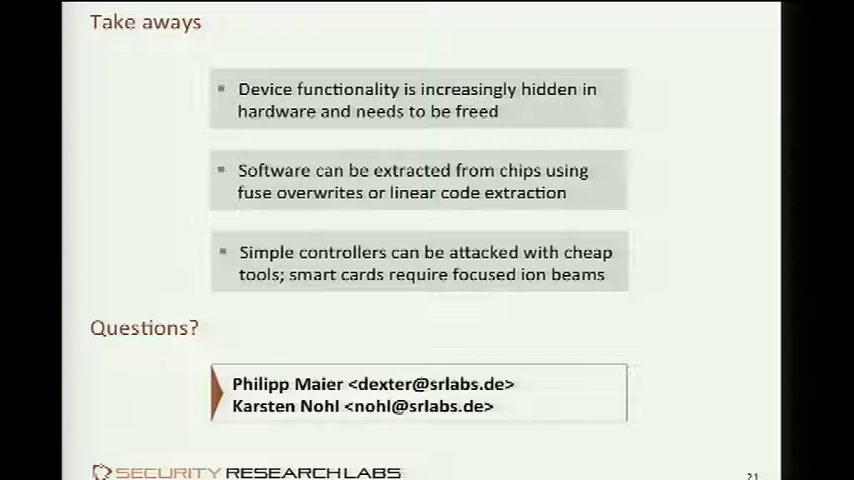 Take aways
▪ Device functionality is increasingly hidden in
hardware and needs to be freed
▪ Software can be extracted from chips using
fuse overwrites or linear code extraction
▪ Simple controllers can be attacked with cheap
tools; smart cards require focused ion beams
Questions?
Philipp Maier <dexter@srlabs.de>
Karsten Nohl <nohl@srlabs.de>
SECURITY RESEARCH LABS
21